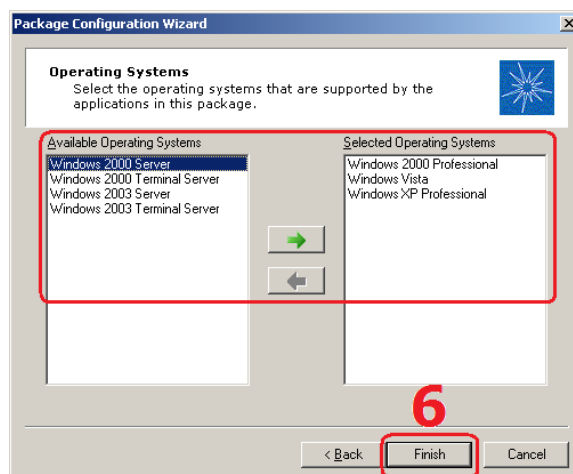 Package Configuration Wizard
Operating Systems
Select the operating systems that are supported by the
applications in this package.
Available Operating Systems
Windows 2000 Server
Windows 2000 Terminal Server
Windows 2003 Server
Windows 2003 Terminal Server
Selected Operating Systems
Windows 2000 Professional
Windows Vista
Windows XP Professional
6
< Back
Finish
Cancel